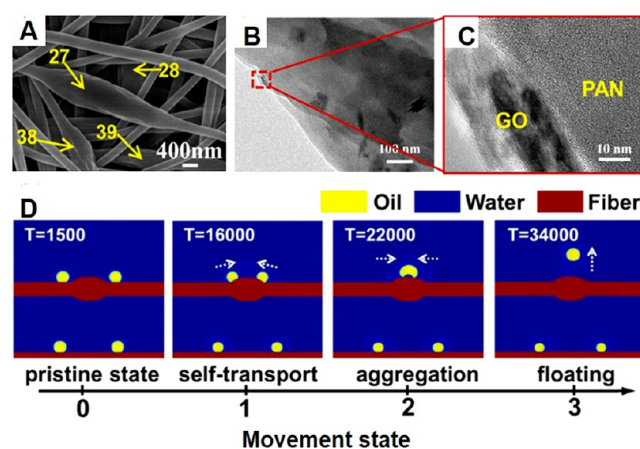 A
27
28
38
39
400nm
B
100 nm
C
PAN
GO
10 nm
D
Oil
Water
Fiber
T=1500
T=16000
T=22000
T=34000
pristine state
self-transport
aggregation
floating
0
1
2
3
Movement state